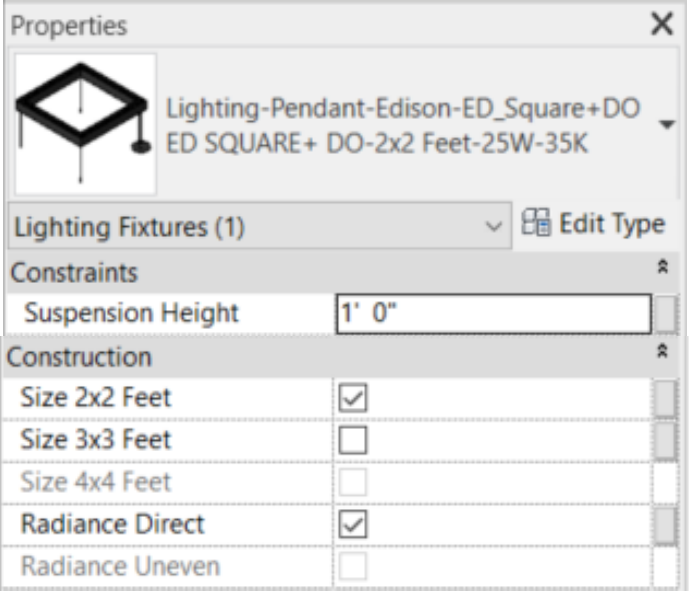 Properties
Lighting-Pendant-Edison-ED_Square+DO
ED SQUARE+ DO-2x2 Feet-25W-35K
Lighting Fixtures (1)
Edit Type
Constraints
Suspension Height 1' 0"
Construction
Size 2x2 Feet
Size 3x3 Feet
Size 4x4 Feet
Radiance Direct
Radiance Uneven